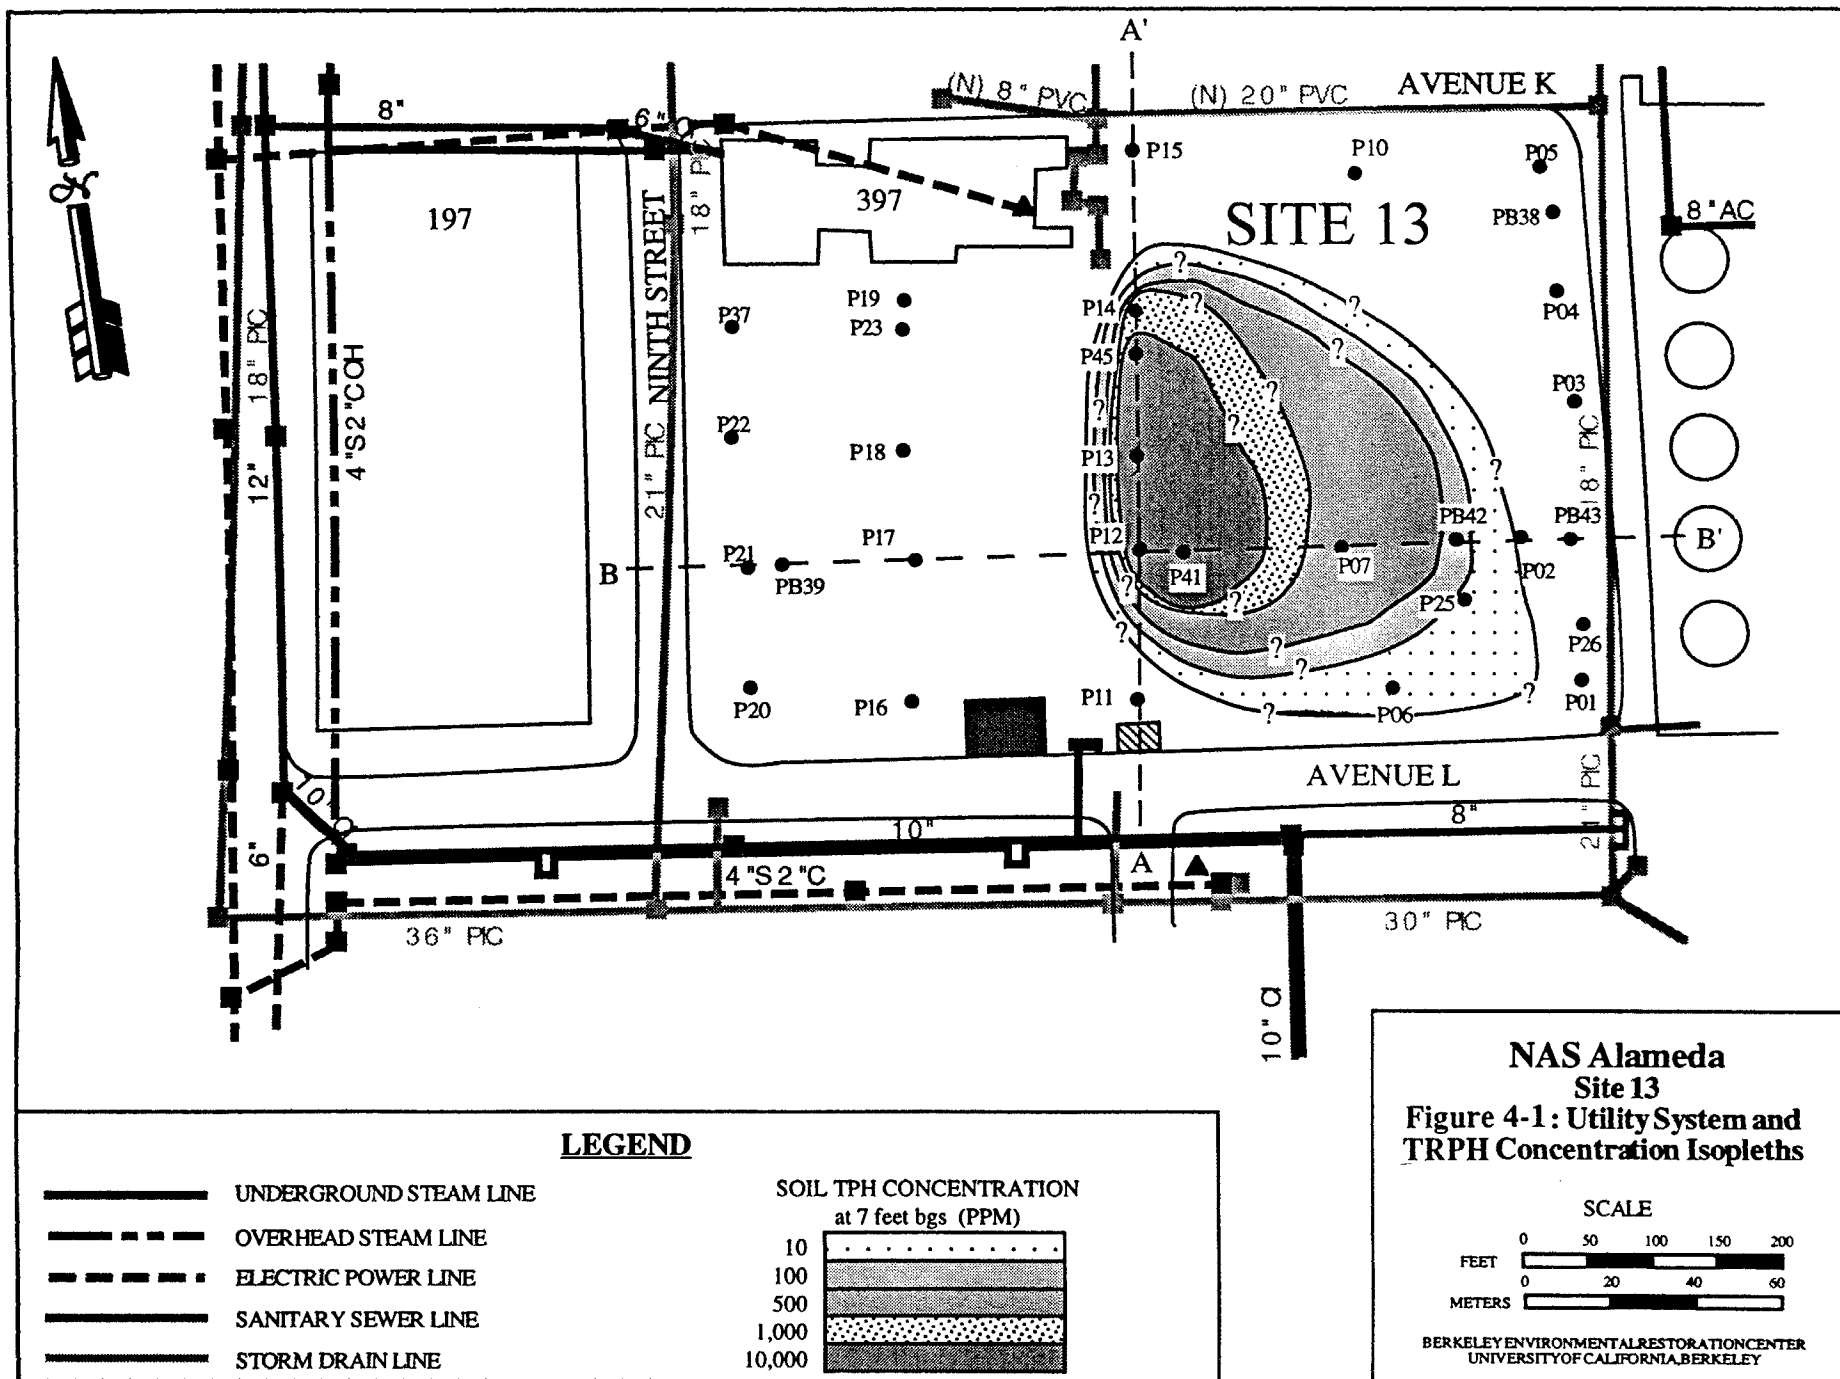 A'
AVENUE K
(N) 8" PVC
(N) 20" PVC
8"
6"
P15
P10
P05
18" PIC
197
397
SITE 13
PB38
8" AC
NINTH STREET
P37
P19
P23
P14
P04
18" PIC
4"S2"COH
P45
P03
P22
P18
P13
18" PIC
12"
21" PIC
PB42
PB43
P17
P12
B
P21
PB39
P41
P07
P02
B'
P25
P26
P20
P16
P11
P06
P01
? ? ? ? ? ? ? ? ? ? ? ? ? ? ? ? ? ?
AVENUE L
10"
10"
8"
21" PIC
6"
4"S 2"C
A
36" PIC
30" PIC
10" CI
NAS Alameda
Site 13
Figure 4-1: Utility System and
TRPH Concentration Isopleths
SCALE
0 50 100 150 200
FEET
0 20 40 60
METERS
BERKELEY ENVIRONMENTAL RESTORATION CENTER
UNIVERSITY OF CALIFORNIA, BERKELEY
LEGEND
UNDERGROUND STEAM LINE
OVERHEAD STEAM LINE
ELECTRIC POWER LINE
SANITARY SEWER LINE
STORM DRAIN LINE
SOIL TPH CONCENTRATION
at 7 feet bgs (PPM)
10
100
500
1,000
10,000